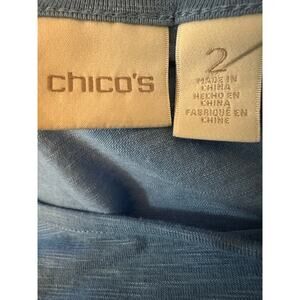 chico's
2
MADE IN
CHINA
HECHO EN
CHINA
FABRIQUÉ EN
CHINE